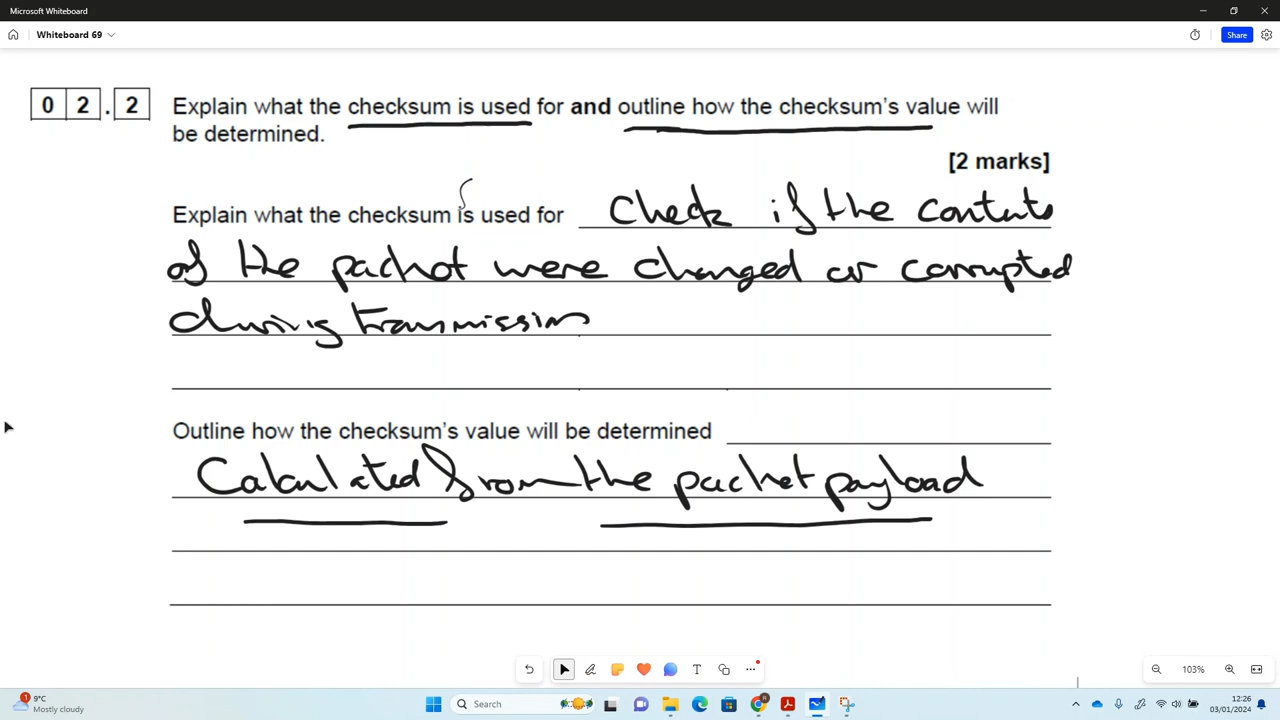 Microsoft Whiteboard
Whiteboard 69
Share
0 2 . 2 Explain what the checksum is used for and outline how the checksum's value will
be determined.
[2 marks]
Explain what the checksum is used for Check if the contents
of the packet were changed or corrupted
during transmission
Outline how the checksum's value will be determined
Calculated from the packet payload
T
103%
1
9°C
Mostly cloudy
Search
12:26
03/01/2024